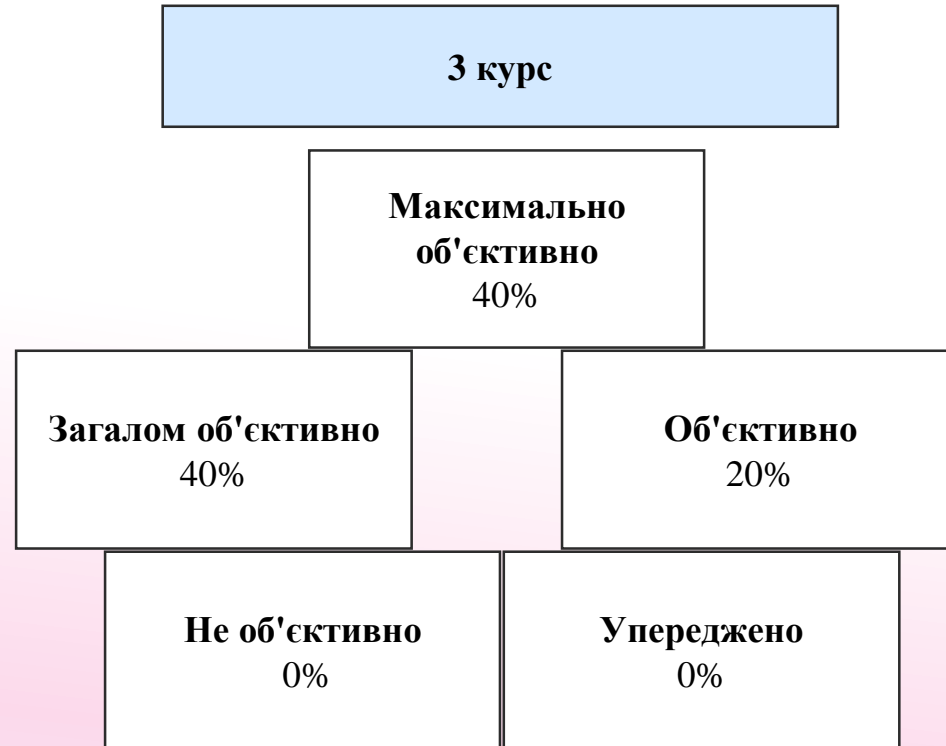 3 курс
Максимально
об'єктивно
40%
Загалом об'єктивно
40%
Об'єктивно
20%
Не об'єктивно
0%
Упереджено
0%